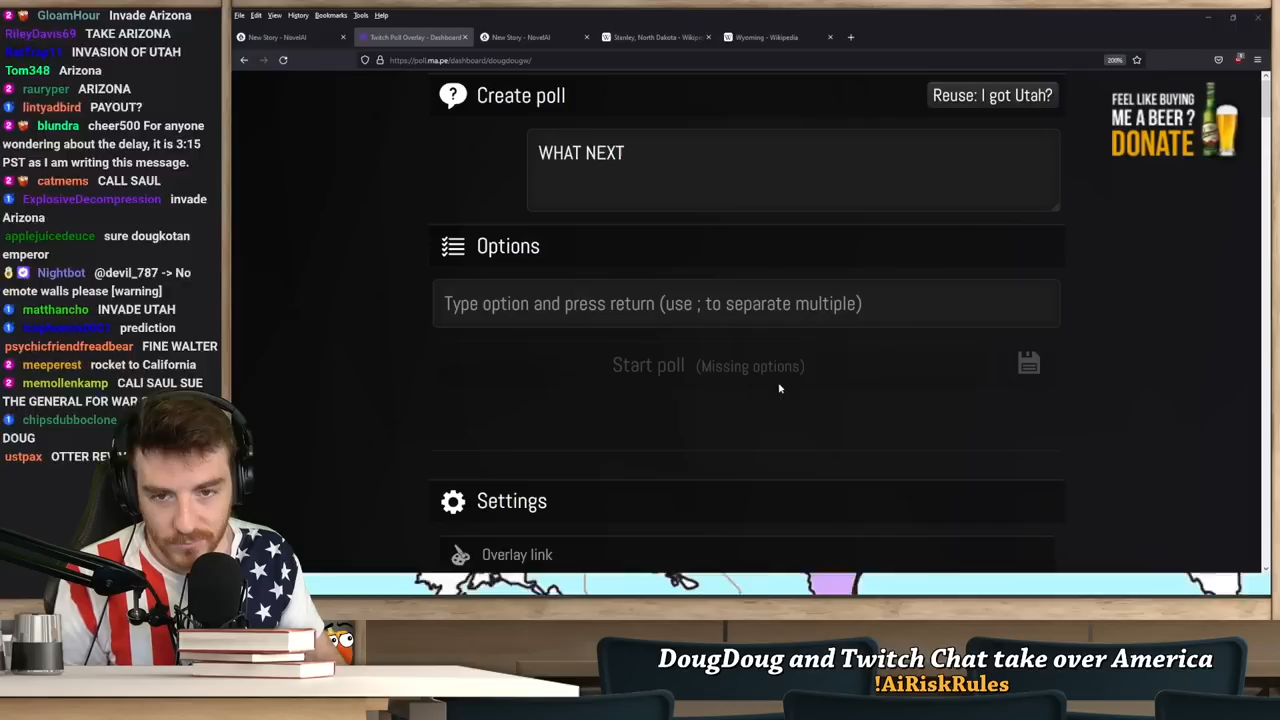 GloamHour Invade Arizona
RileyDavis69 TAKE ARIZONA
INVASION OF UTAH
Tom348 Arizona
rauryper ARIZONA
lintyadbird PAYOUT?
blundra cheer500 For anyone
wondering about the delay, it is 3:15
PST as I am writing this message.
catmems CALL SAUL
ExplosiveDecompression invade
Arizona
applejuicedeuce sure dougkotan
emperor
Nightbot @devil_787 -> No
emote walls please [warning]
matthancho INVADE UTAH
prediction
psychicfriendfreadbear FINE WALTER
meeperest rocket to California
memollenkamp CALl SAUL SUE
THE GENERAL FOR WAR
chipsdubboclone
DOUG
ustpax OTTER
File Edit View History Bookmarks Tools Help
New Story - NovelAI
Twitch Poll Overlay - Dashboard
New Story - NovelAI
Stanley, North Dakota - Wikip
Wyoming - Wikipedia
https://poll.ma.pe/dashboard/dougdougw/
200%
Create poll
Reuse: I got Utah?
WHAT NEXT
Options
Type option and press return (use ; to separate multiple)
Start poll (Missing options)
Settings
Overlay link
FEEL LIKE BUYING
ME A BEER ?
DONATE
DougDoug and Twitch Chat take over America
!AiRiskRules